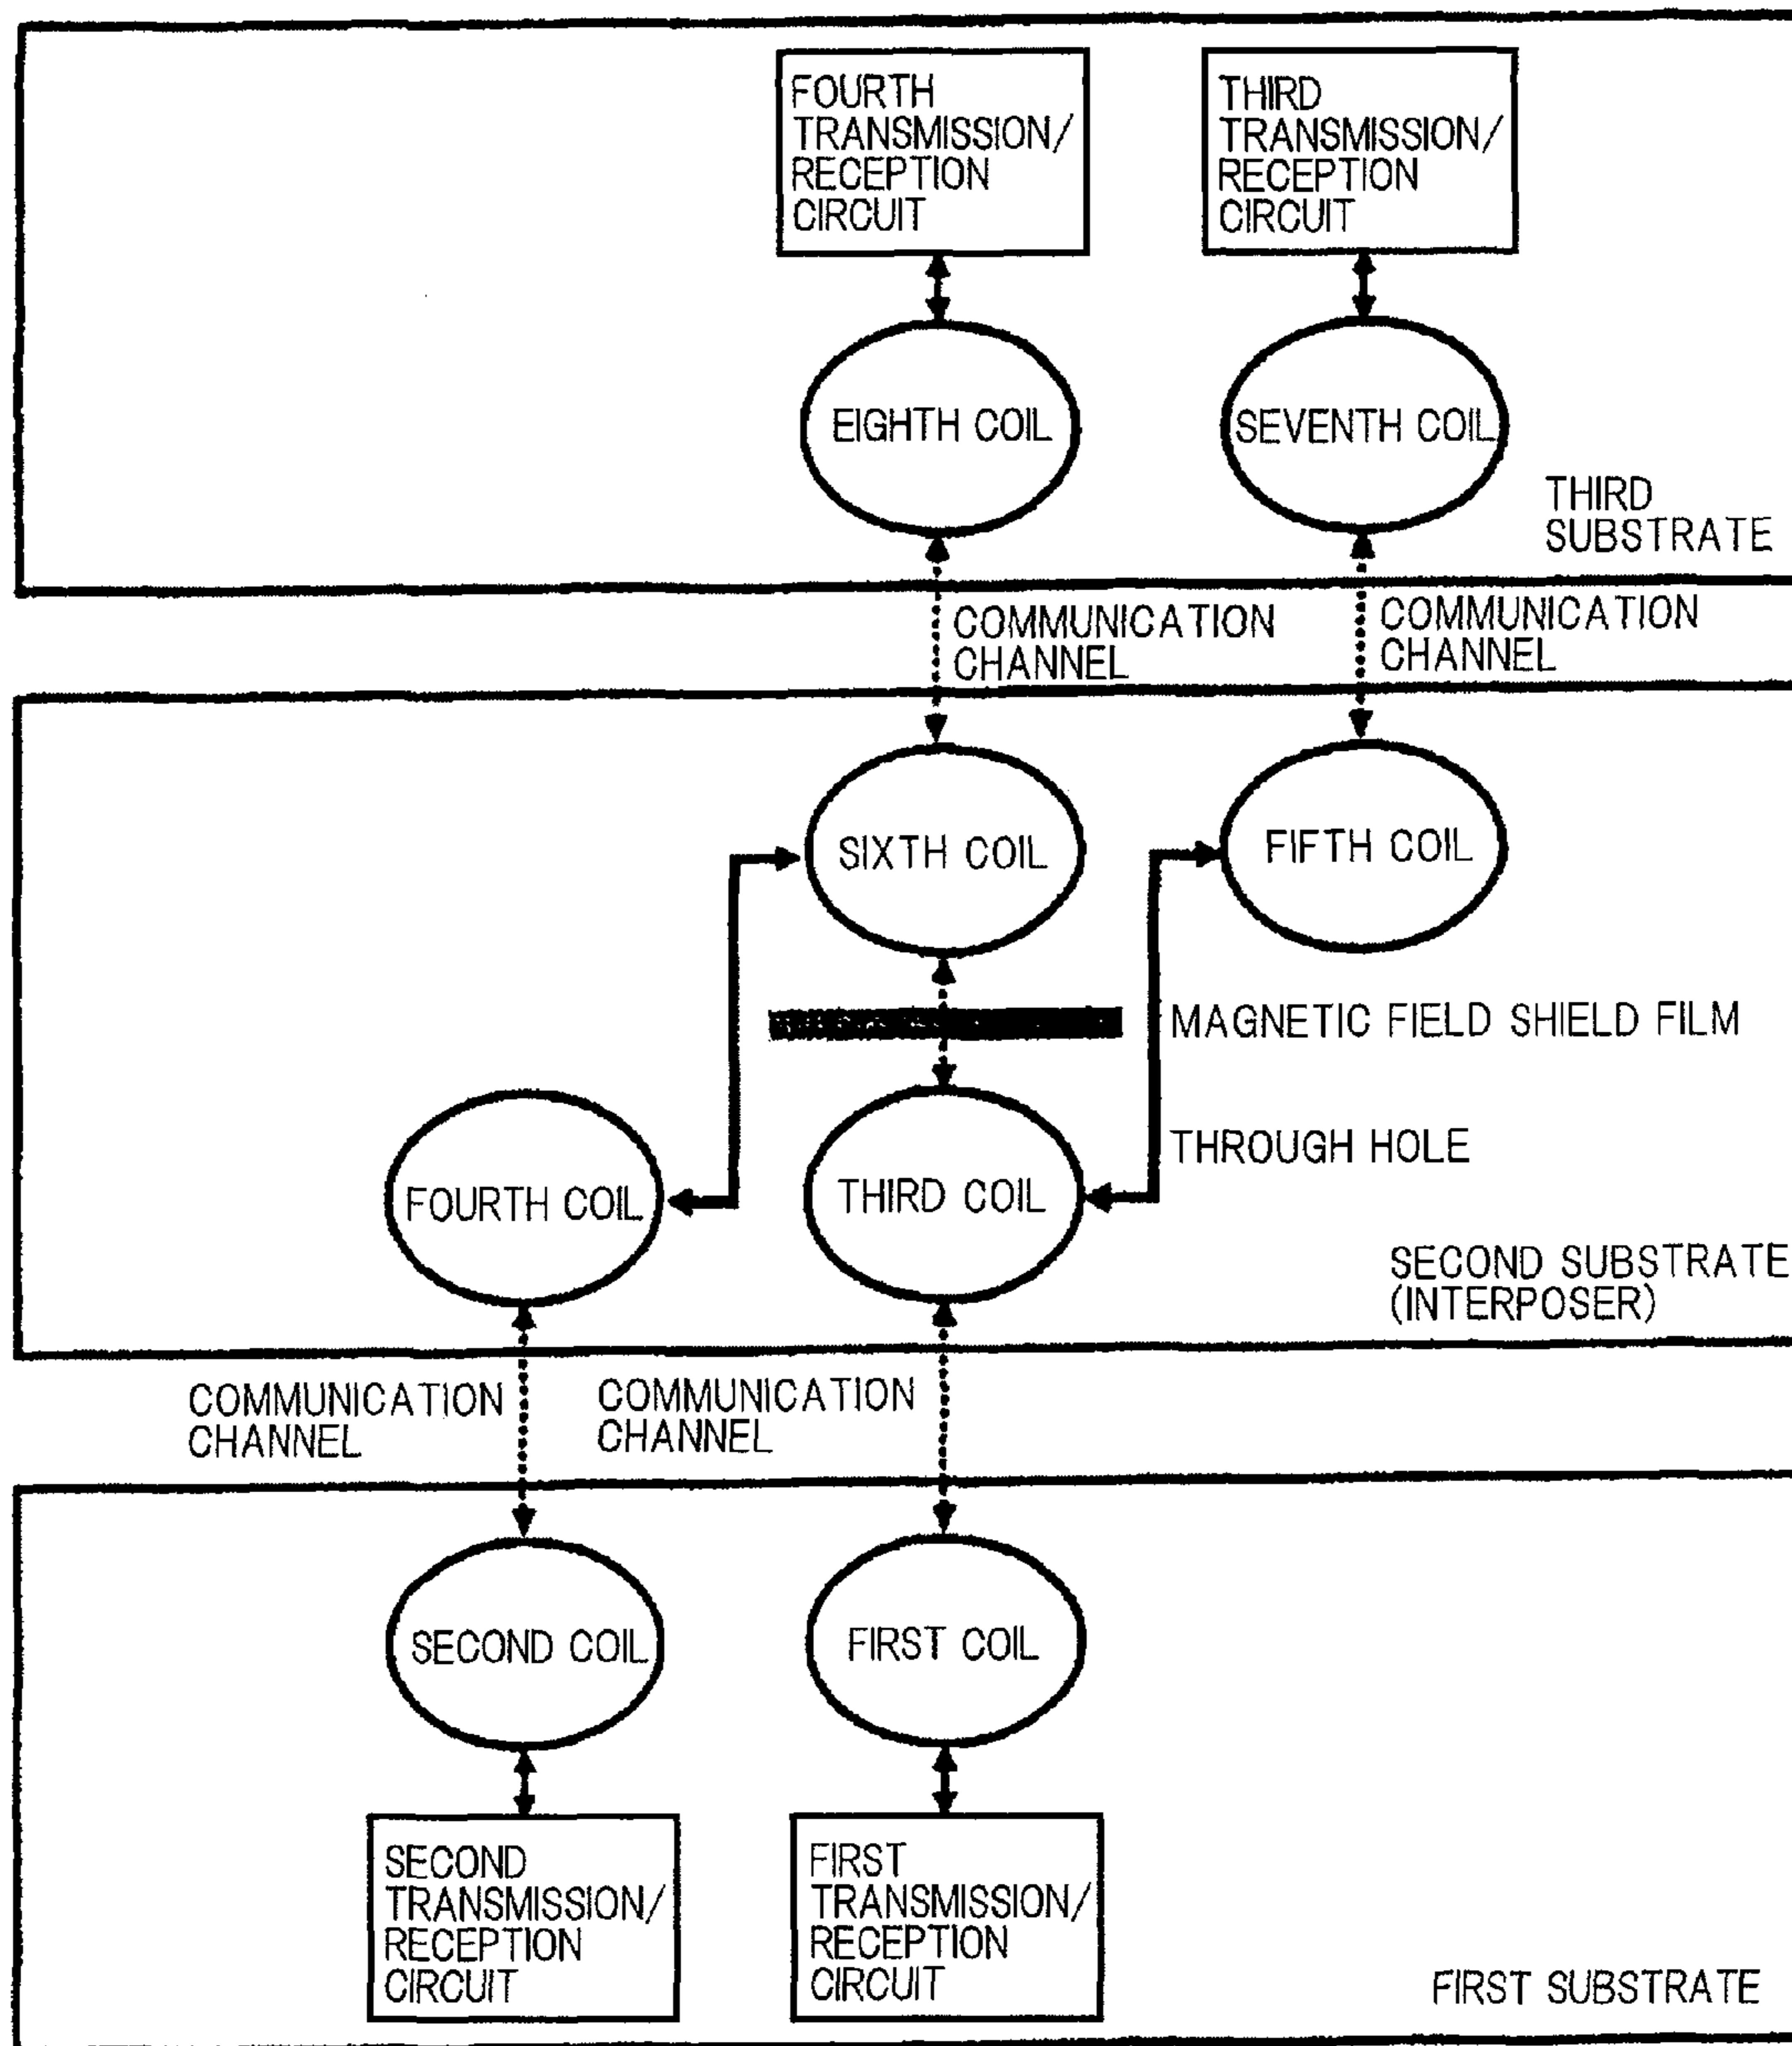 FOURTH
TRANSMISSION/
RECEPTION
CIRCUIT
THIRD
TRANSMISSION/
RECEPTION
CIRCUIT
EIGHTH COIL
SEVENTH COIL
THIRD
SUBSTRATE
COMMUNICATION
CHANNEL
COMMUNICATION
CHANNEL
SIXTH COIL
FIFTH COIL
MAGNETIC FIELD SHIELD FILM
THROUGH HOLE
FOURTH COIL
THIRD COIL
SECOND SUBSTRATE
(INTERPOSER)
COMMUNICATION
CHANNEL
COMMUNICATION
CHANNEL
SECOND COIL
FIRST COIL
SECOND
TRANSMISSION/
RECEPTION
CIRCUIT
FIRST
TRANSMISSION/
RECEPTION
CIRCUIT
FIRST SUBSTRATE